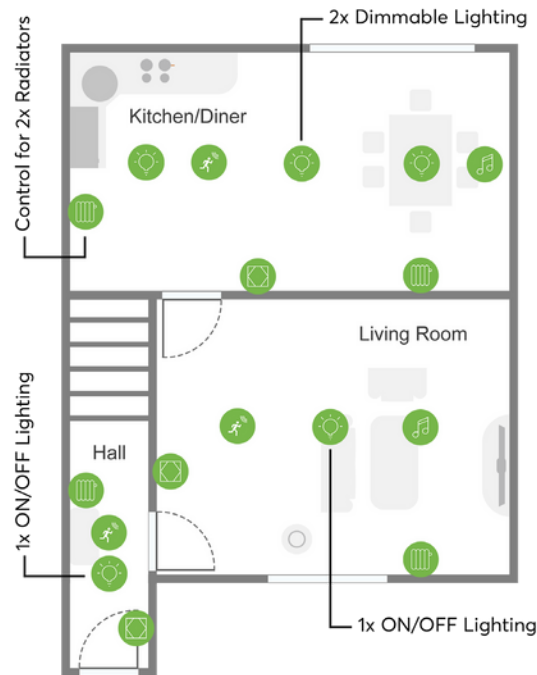 2x Dimmable Lighting
Control for 2x Radiators
Kitchen/Diner
Living Room
Hall
1x ON/OFF Lighting
1x ON/OFF Lighting